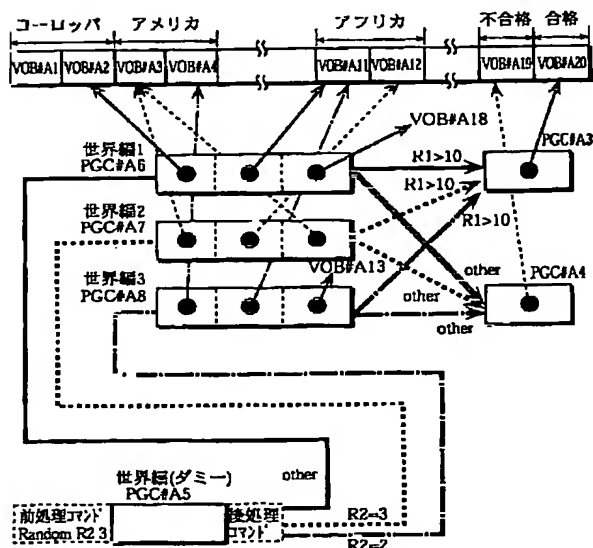 ヨーロッパ アメリカ アフリカ 不合格 合格
VOB#A1 VOB#A2 VOB#A3 VOB#A4 VOB#A11 VOB#A12 VOB#A19 VOB#A20
VOB#A18
世界編1
PGC#A6
PGC#A3
R1>10
R1>10
R1>10
世界編2
PGC#A7
世界編3
PGC#A8
VOB#A13
other
other
other
PGC#A4
世界編(ダミー)
PGC#A5
other
前処理コマンド
Random R2 3
後処理
コマンド
R2=3
R2=2